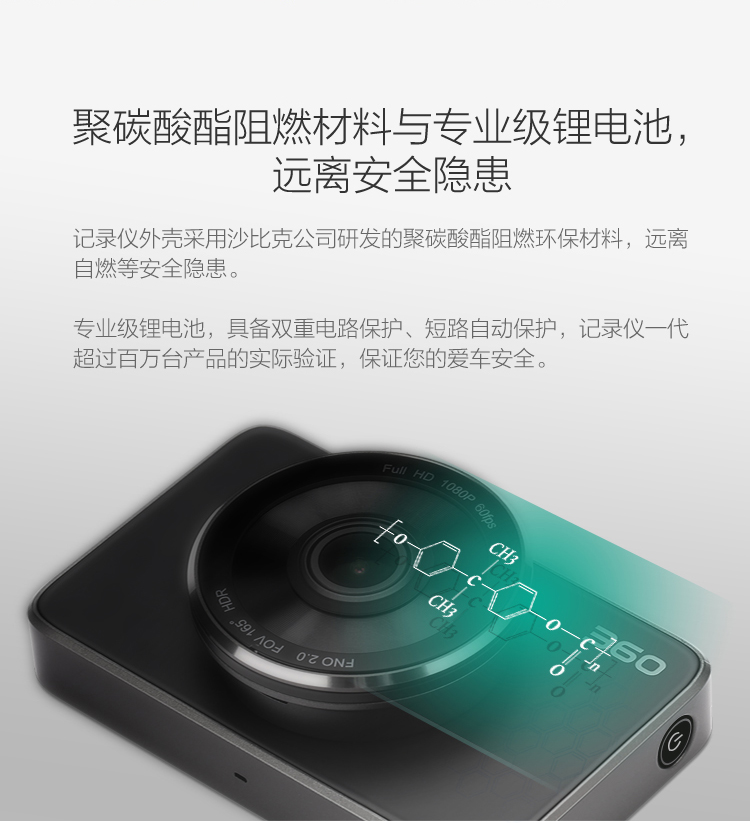 聚碳酸酯阻燃材料与专业级锂电池，
远离安全隐患
记录仪外壳采用沙比克公司研发的聚碳酸酯阻燃环保材料，远离
自燃等安全隐患。
专业级锂电池，具备双重电路保护、短路自动保护，记录仪一代
超过百万台产品的实际验证，保证您的爱车安全。
Full HD 1080P 60fps
FNO 2.0 FOV 165° HDR
O
CH3
C
CH3
O
C
n
O
360